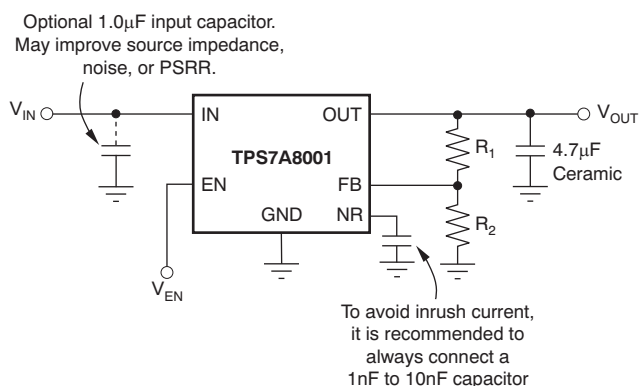 Optional 1.0μF input capacitor.
May improve source impedance,
noise, or PSRR.
VIN
IN
OUT
VOUT
TPS7A8001
R1
4.7μF
Ceramic
EN
FB
GND
NR
R2
VEN
To avoid inrush current,
it is recommended to
always connect a
1nF to 10nF capacitor